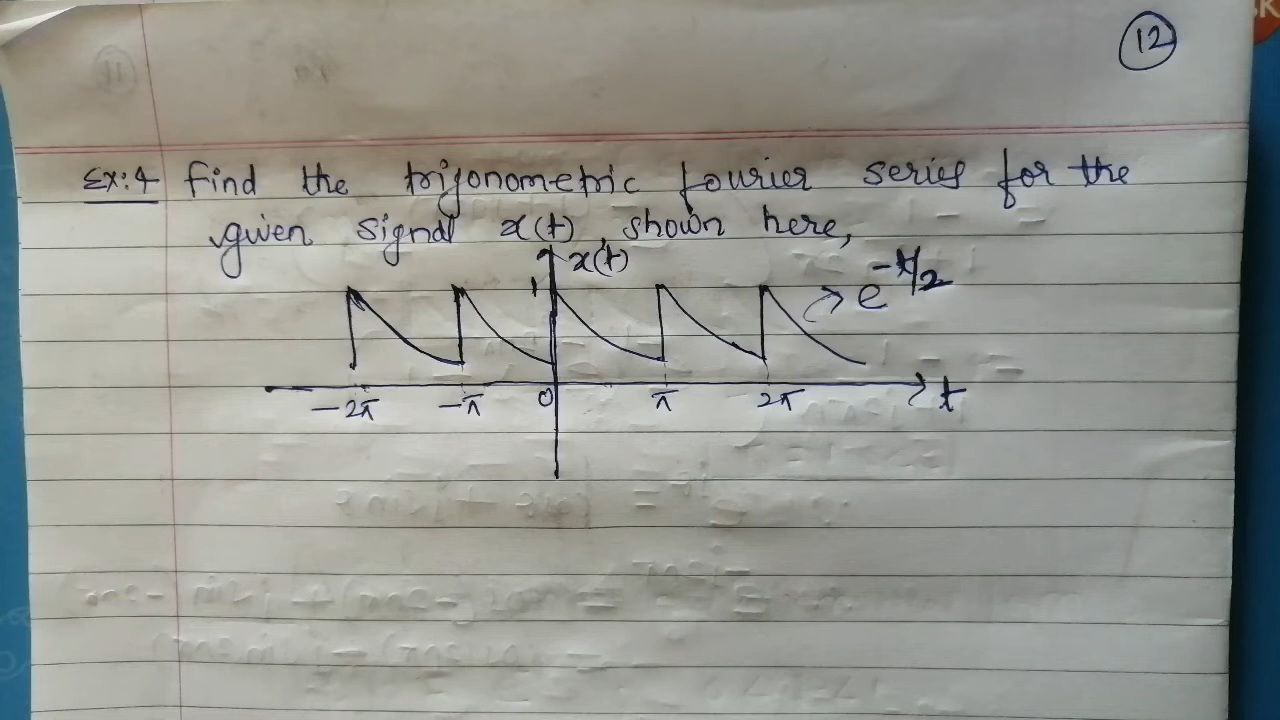 12
Ex:4 Find the trigonometric fourier series for the
given signal x(t) shown here,
x(t)
1
e^-t/2
-2π -π 0 π 2π t